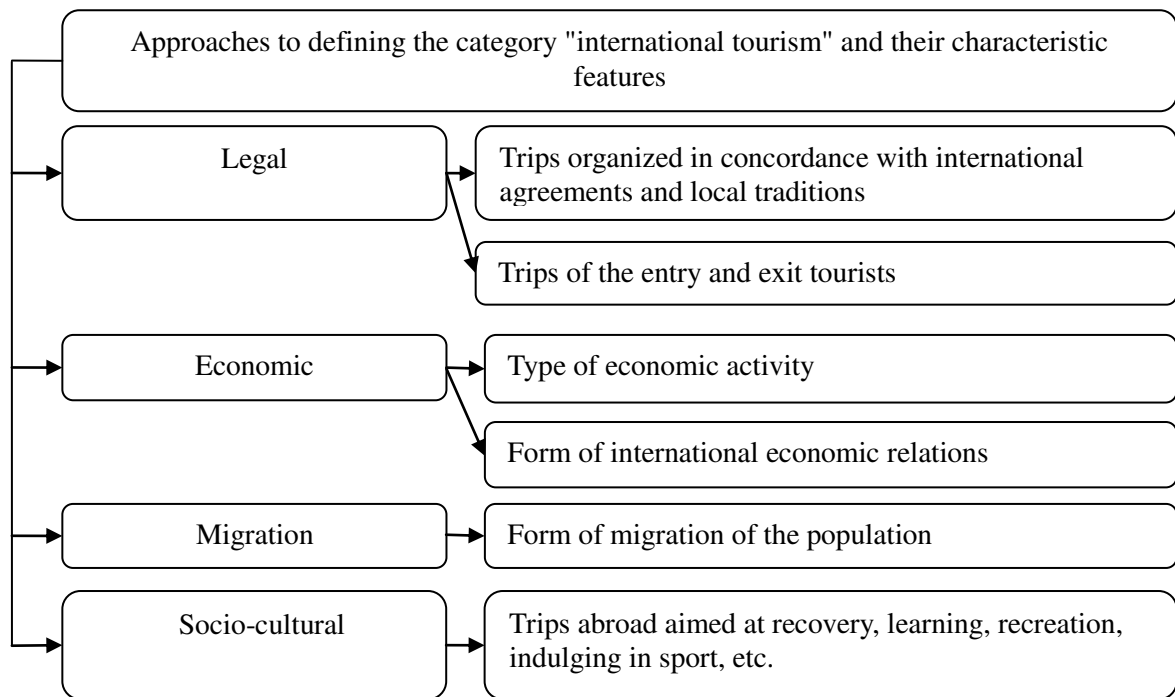 Approaches to defining the category "international tourism" and their characteristic
features
Legal
Trips organized in concordance with international
agreements and local traditions
Trips of the entry and exit tourists
Economic
Type of economic activity
Form of international economic relations
Migration
Form of migration of the population
Socio-cultural
Trips abroad aimed at recovery, learning, recreation,
indulging in sport, etc.